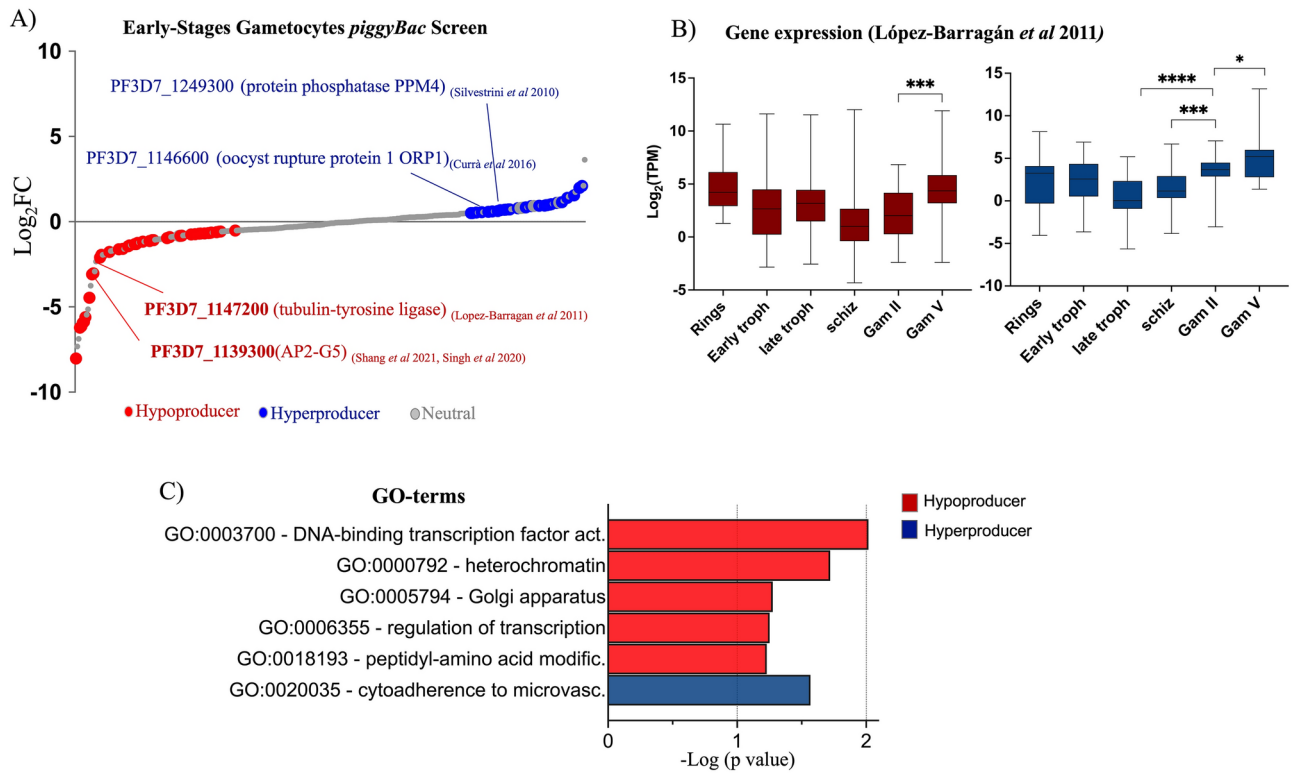 A)
Early-Stages Gametocytes piggyBac Screen
10
5
0
-5
-10
Log2FC
PF3D7_1249300 (protein phosphatase PPM4) (Silvestrini et al 2010)
PF3D7_1146600 (oocyst rupture protein 1 ORP1)(Currà et al 2016)
PF3D7_1147200 (tubulin-tyrosine ligase) (Lopez-Barragan et al 2011)
PF3D7_1139300(AP2-G5) (Shang et al 2021, Singh et al 2020)
Hypoproducer
Hyperproducer
Neutral
B)
Gene expression (López-Barragán et al 2011)
Log2(TPM)
15
10
5
0
-5
***
Rings
Early troph
late troph
schiz
Gam II
Gam V
15
10
5
0
-5
-10
****
*
***
Rings
Early troph
late troph
schiz
Gam II
Gam V
C)
GO-terms
GO:0003700 - DNA-binding transcription factor act.
GO:0000792 - heterochromatin
GO:0005794 - Golgi apparatus
GO:0006355 - regulation of transcription
GO:0018193 - peptidyl-amino acid modific.
GO:0020035 - cytoadherence to microvasc.
0
1
2
-Log (p value)
Hypoproducer
Hyperproducer